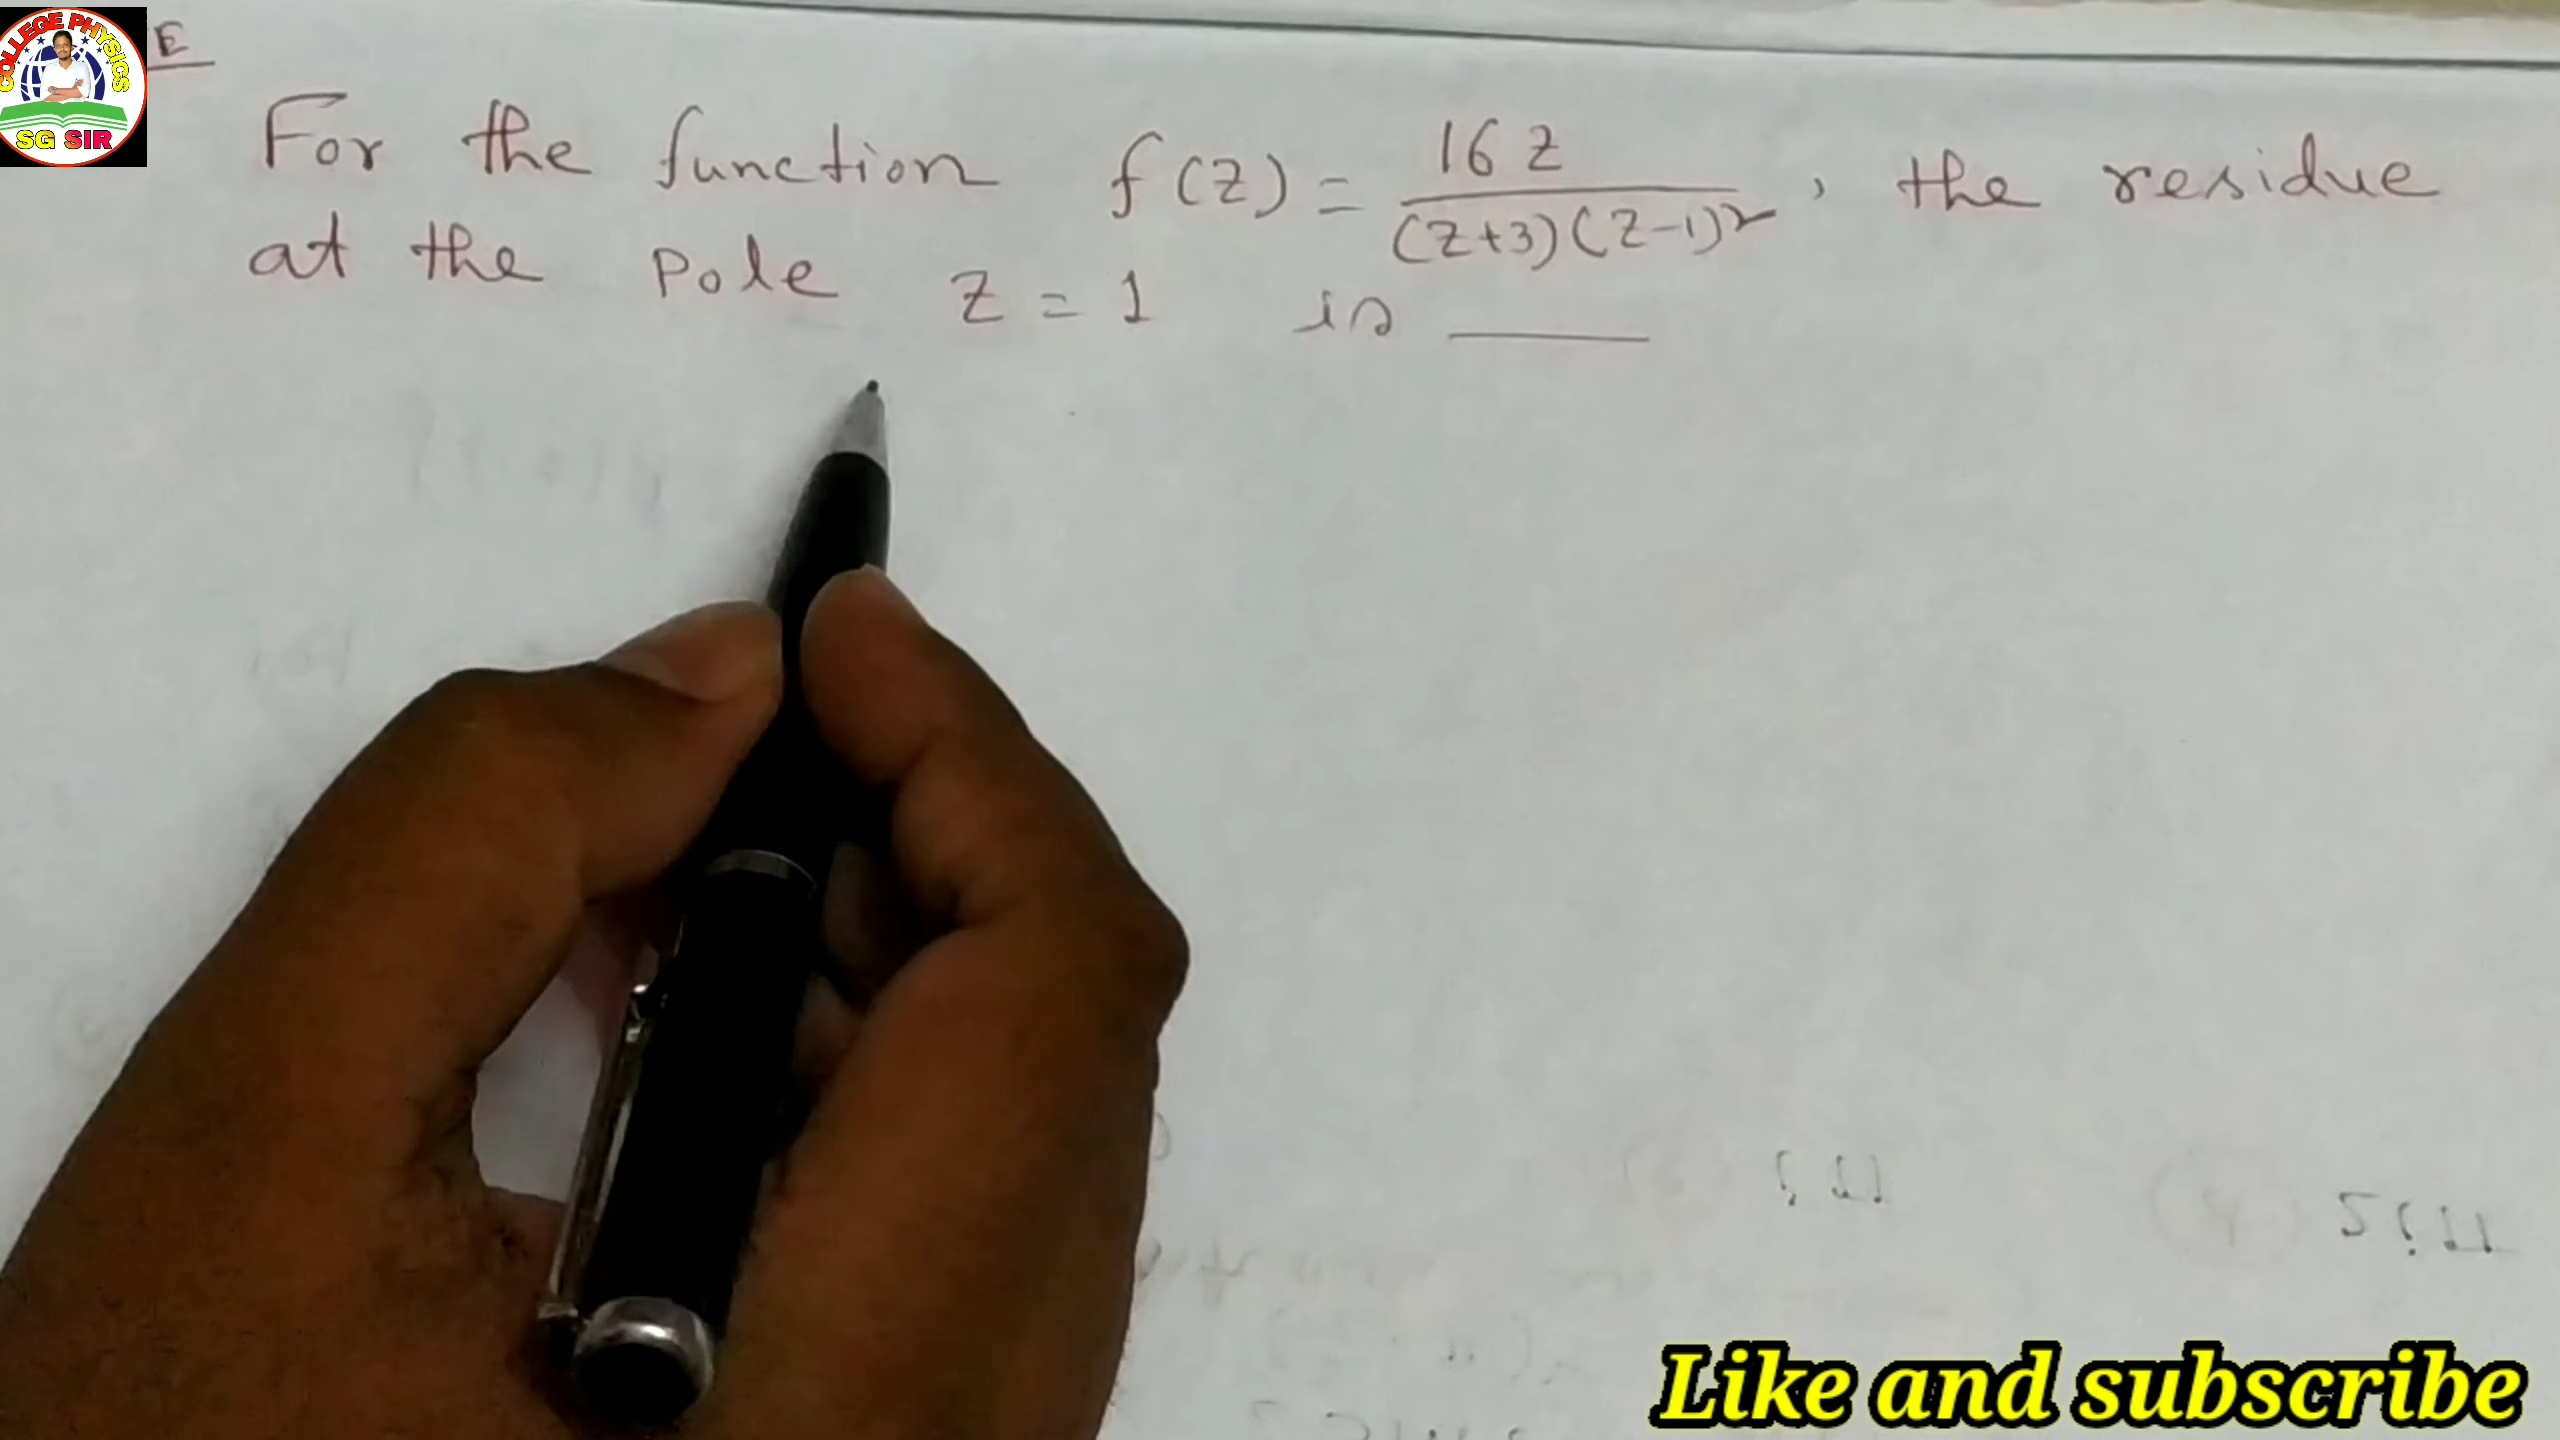 COLLEGE PHYSICS
SG SIR
E
For the function f(z) = 16z / (z+3)(z-1)², the residue
at the pole z = 1 is ____
Like and subscribe